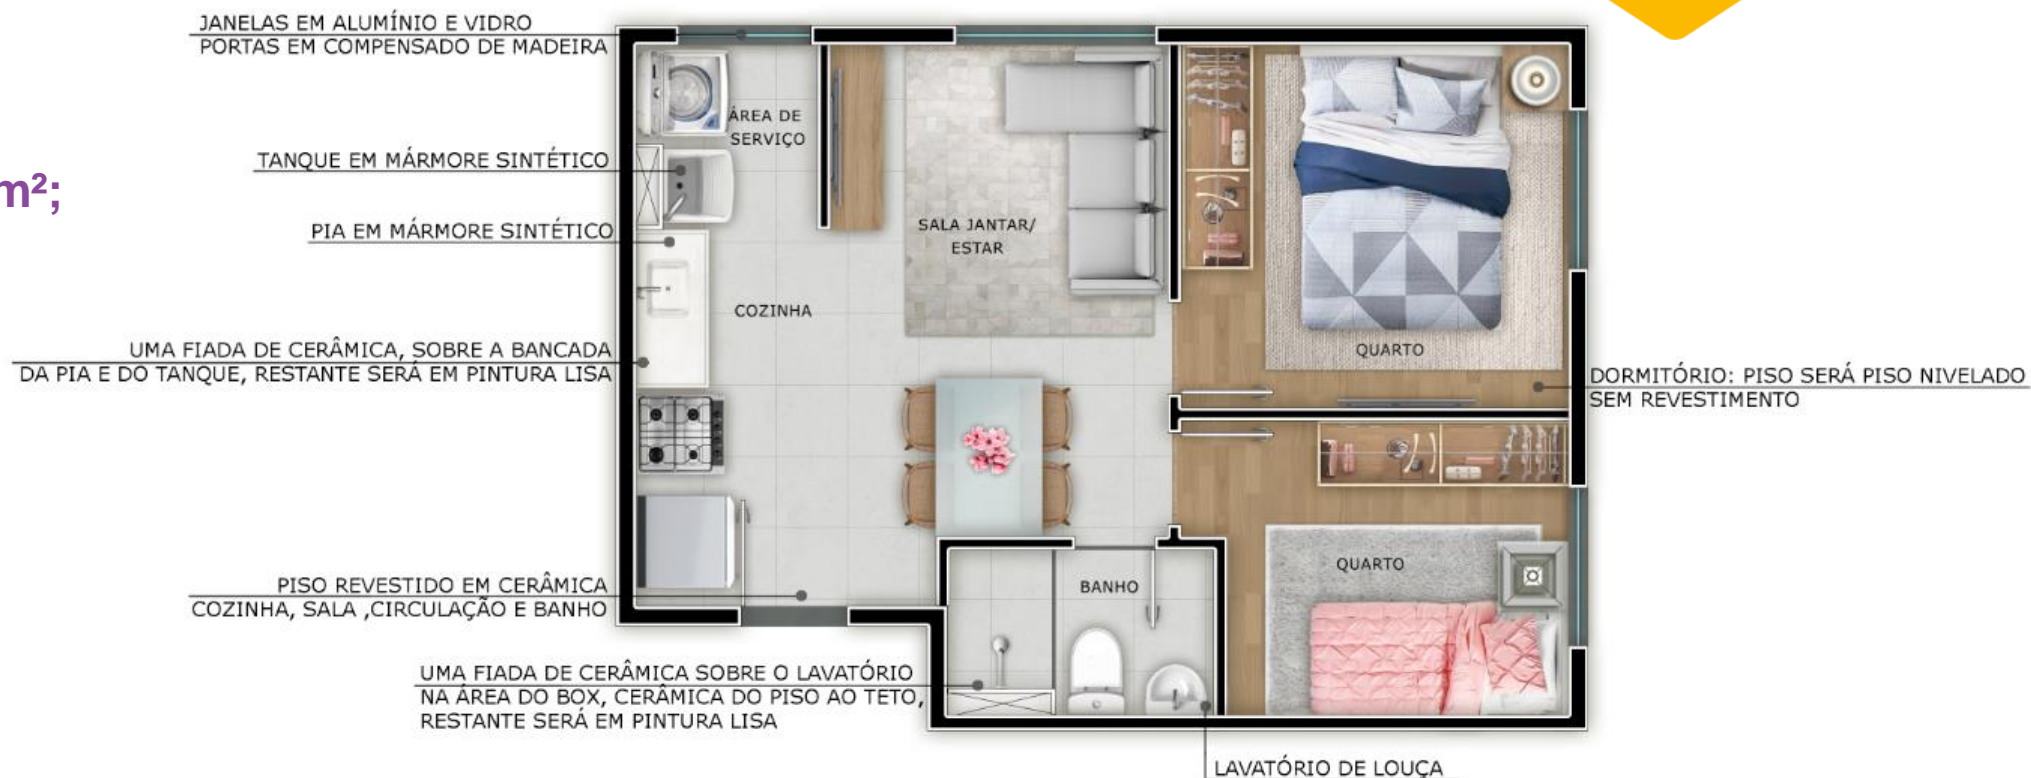 JANELAS EM ALUMÍNIO E VIDRO
PORTAS EM COMPENSADO DE MADEIRA
ÁREA DE
SERVIÇO
TANQUE EM MÁRMORE SINTÉTICO
m²;
PIA EM MÁRMORE SINTÉTICO
SALA JANTAR/
ESTAR
COZINHA
UMA FIADA DE CERÂMICA, SOBRE A BANCADA
DA PIA E DO TANQUE, RESTANTE SERÁ EM PINTURA LISA
QUARTO
DORMITÓRIO: PISO SERÁ PISO NIVELADO
SEM REVESTIMENTO
QUARTO
BANHO
PISO REVESTIDO EM CERÂMICA
COZINHA, SALA ,CIRCULAÇÃO E BANHO
UMA FIADA DE CERÂMICA SOBRE O LAVATÓRIO
NA ÁREA DO BOX, CERÂMICA DO PISO AO TETO,
RESTANTE SERÁ EM PINTURA LISA
LAVATÓRIO DE LOUÇA